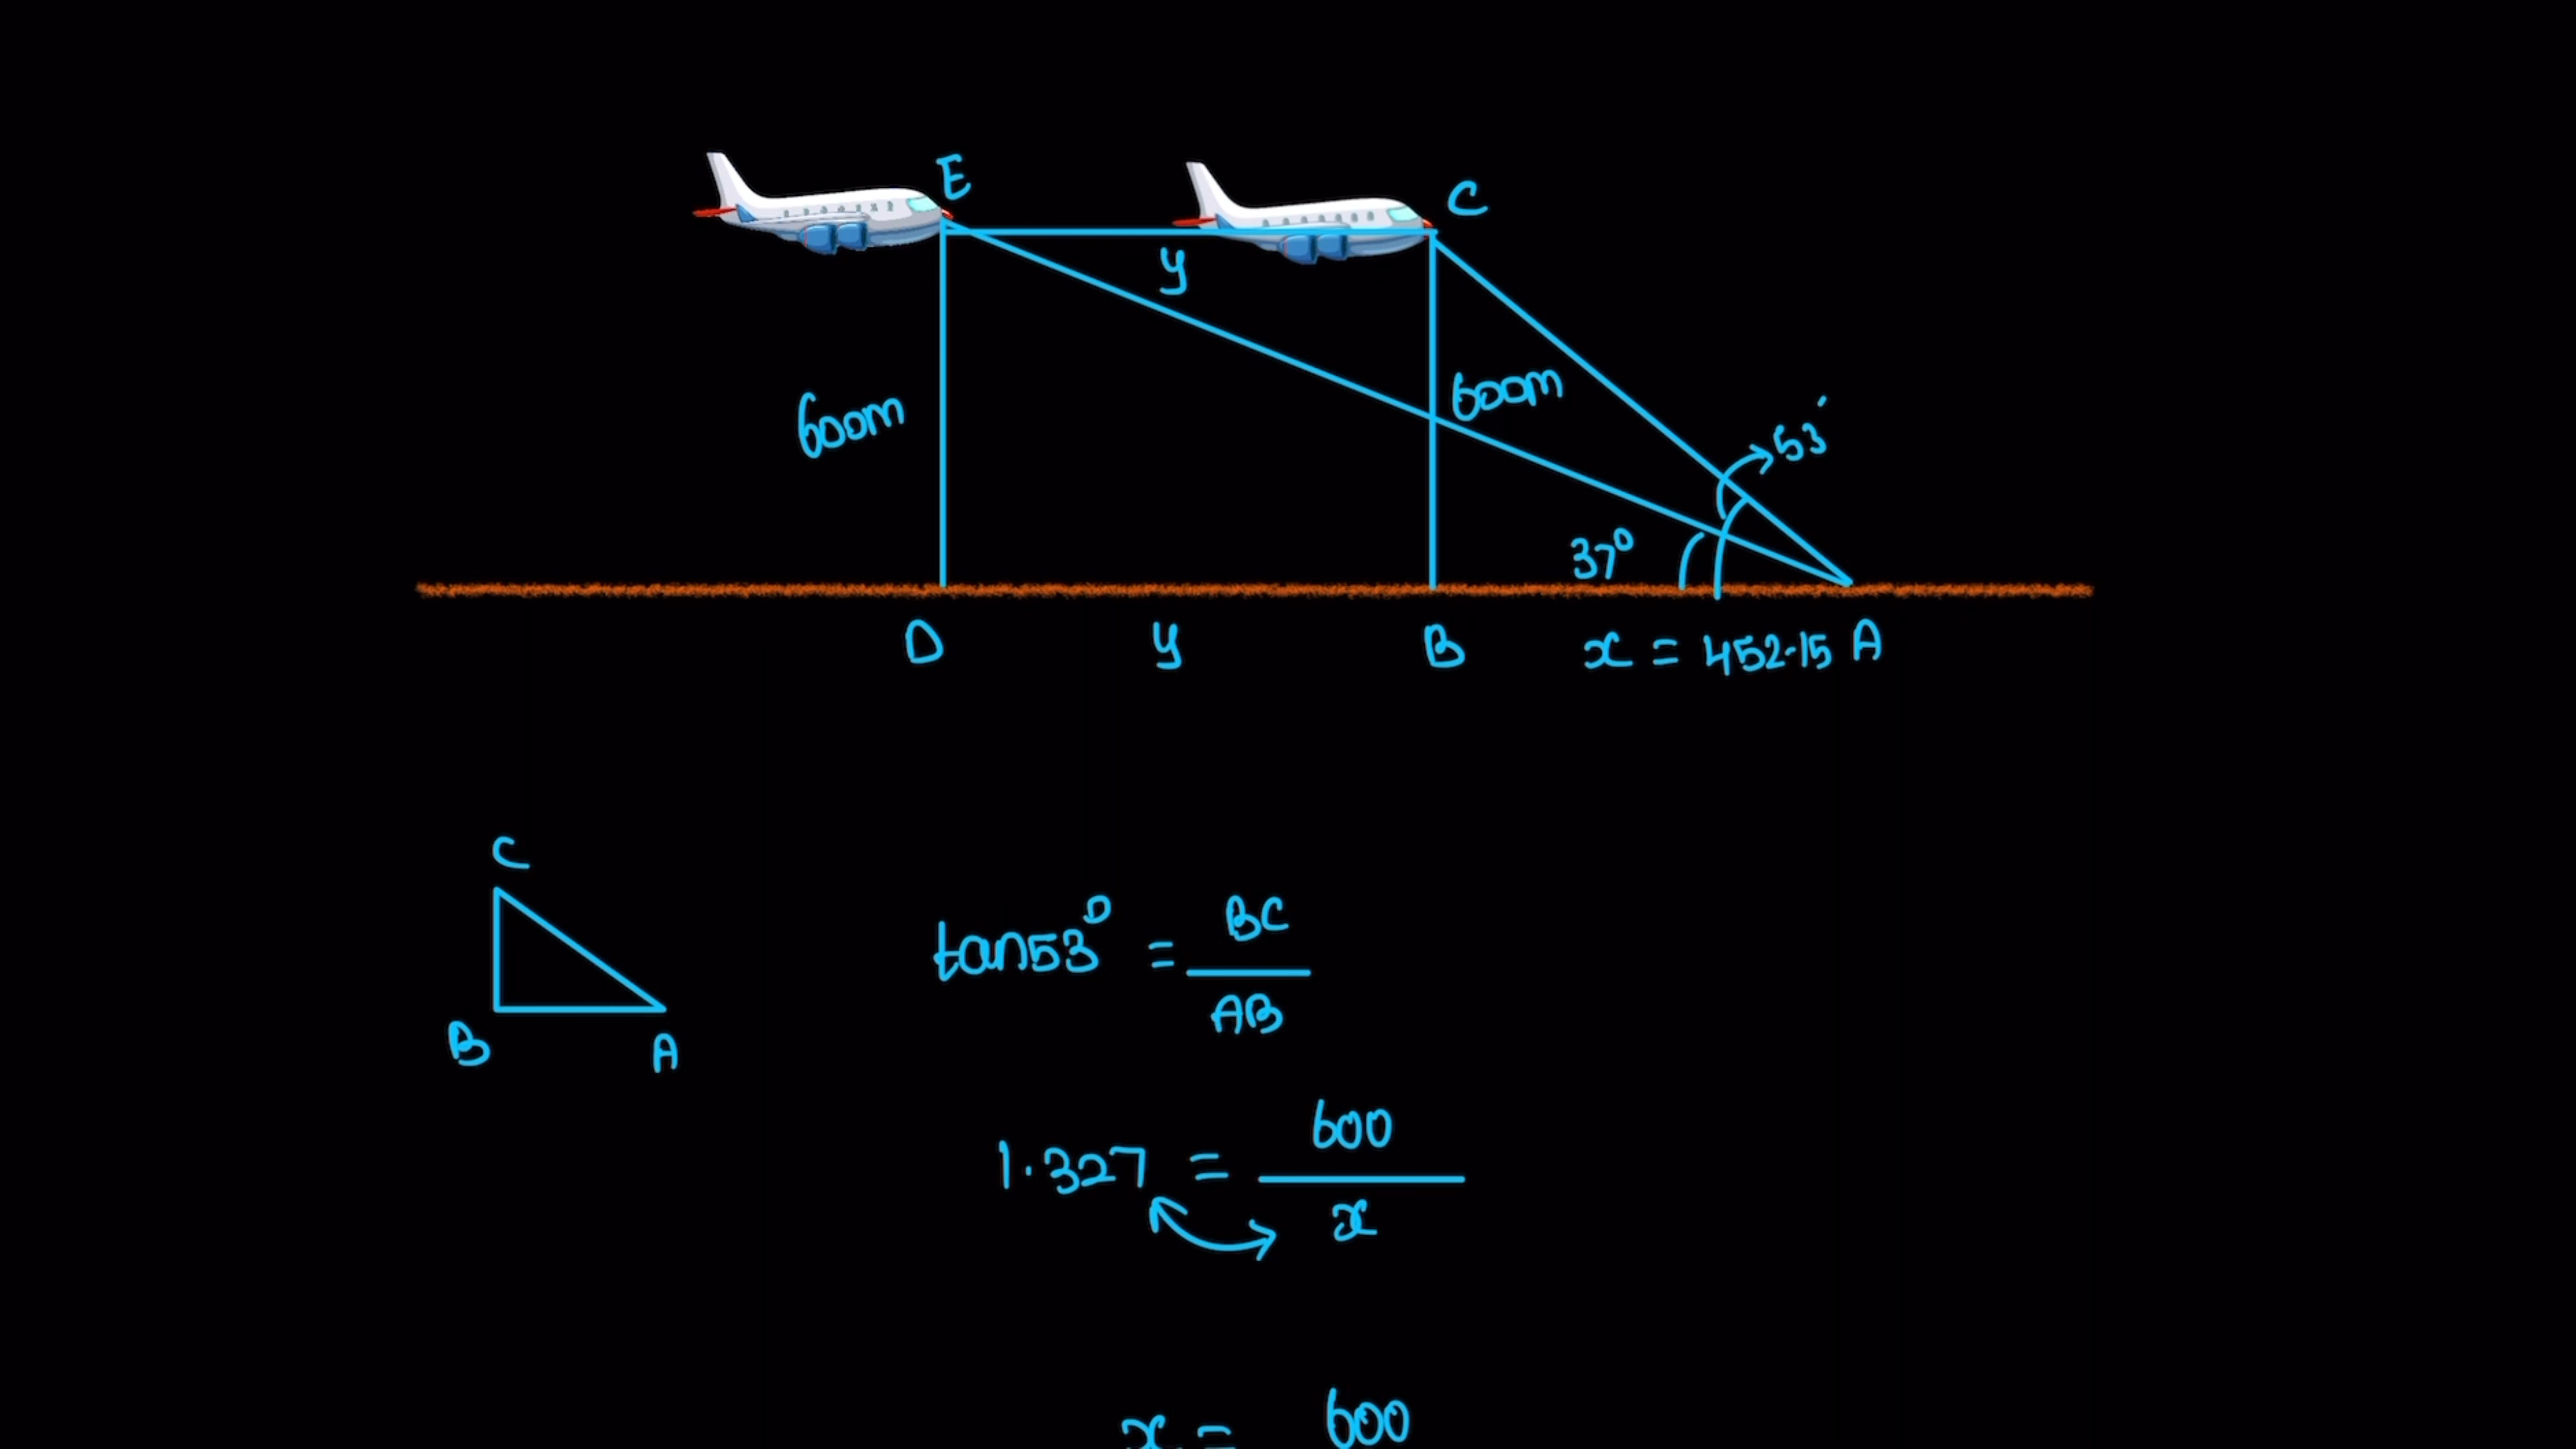 E
C
y
600m
600m
53°
37°
D
y
B
x = 452.15 A
C
B
A
tan53° = BC
AB
1.327 = 600
x
x = 600